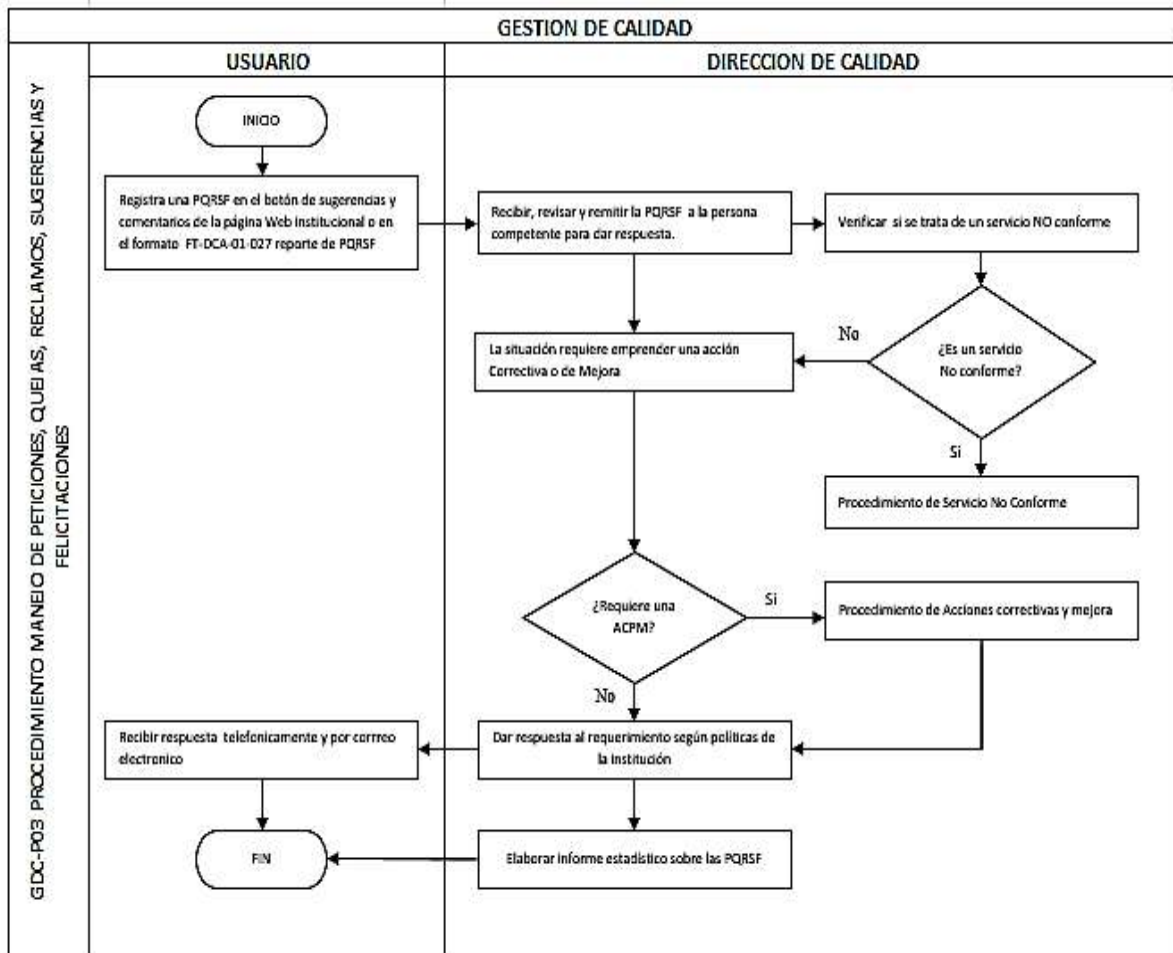 GESTION DE CALIDAD
GDC-P03 PROCEDIMIENTO MANEJO DE PETICIONES, QUEJAS, RECLAMOS, SUGERENCIAS Y
FELICITACIONES
USUARIO
DIRECCION DE CALIDAD
INICIO
Registra una PQRSF en el botón de sugerencias y
comentarios de la página Web institucional o en
el formato FT-DCA-01-027 reporte de PQRSF
Recibir, revisar y remitir la PQRSF a la persona
competente para dar respuesta.
Verificar si se trata de un servicio NO conforme
La situación requiere emprender una acción
Correctiva o de Mejora
No
¿Es un servicio
No conforme?
Si
Procedimiento de Servicio No Conforme
¿Requiere una
ACPM?
Si
Procedimiento de Acciones correctivas y mejora
No
Recibir respuesta telefonicamente y por corrreo
electronico
Dar respuesta al requerimiento según políticas de
la institución
FIN
Elaborar informe estadístico sobre las PQRSF